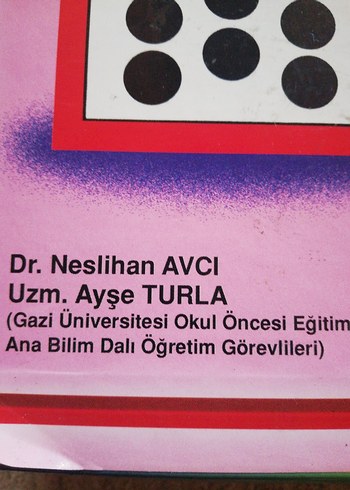 Dr. Neslihan AVCI
Uzm. Ayşe TURLA
(Gazi Üniversitesi Okul Öncesi Eğitim
Ana Bilim Dalı Öğretim Görevlileri)